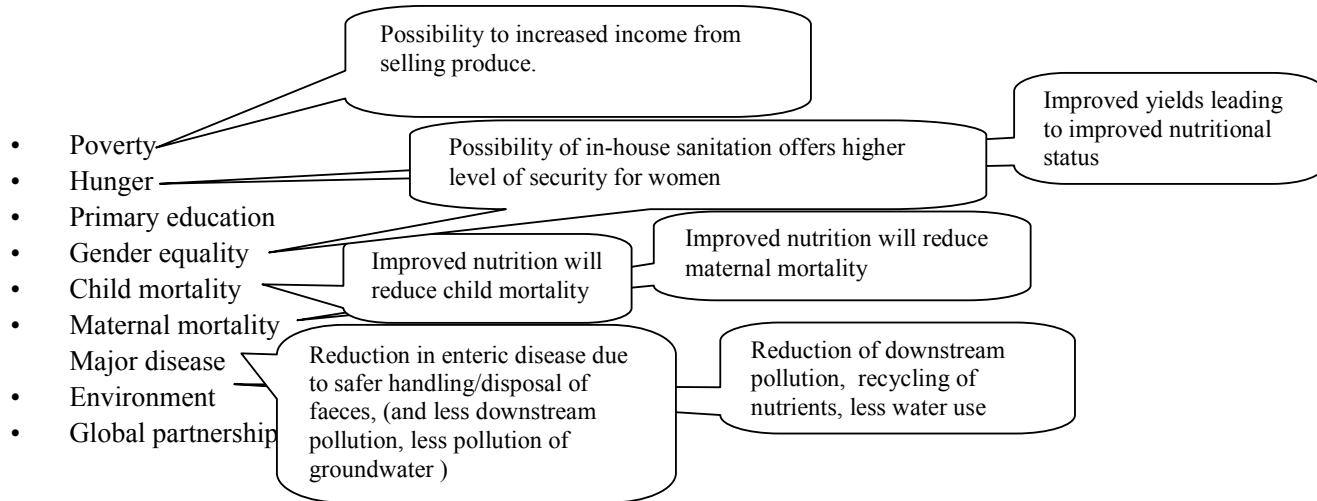 Possibility to increased income from
selling produce.
Improved yields leading
to improved nutritional
status
• Poverty
Possibility of in-house sanitation offers higher
level of security for women
• Hunger
• Primary education
• Gender equality
Improved nutrition will reduce
maternal mortality
Improved nutrition will
reduce child mortality
• Child mortality
• Maternal mortality
Major disease
Reduction in enteric disease due
to safer handling/disposal of
faeces, (and less downstream
pollution, less pollution of
groundwater )
Reduction of downstream
pollution, recycling of
nutrients, less water use
• Environment
• Global partnership